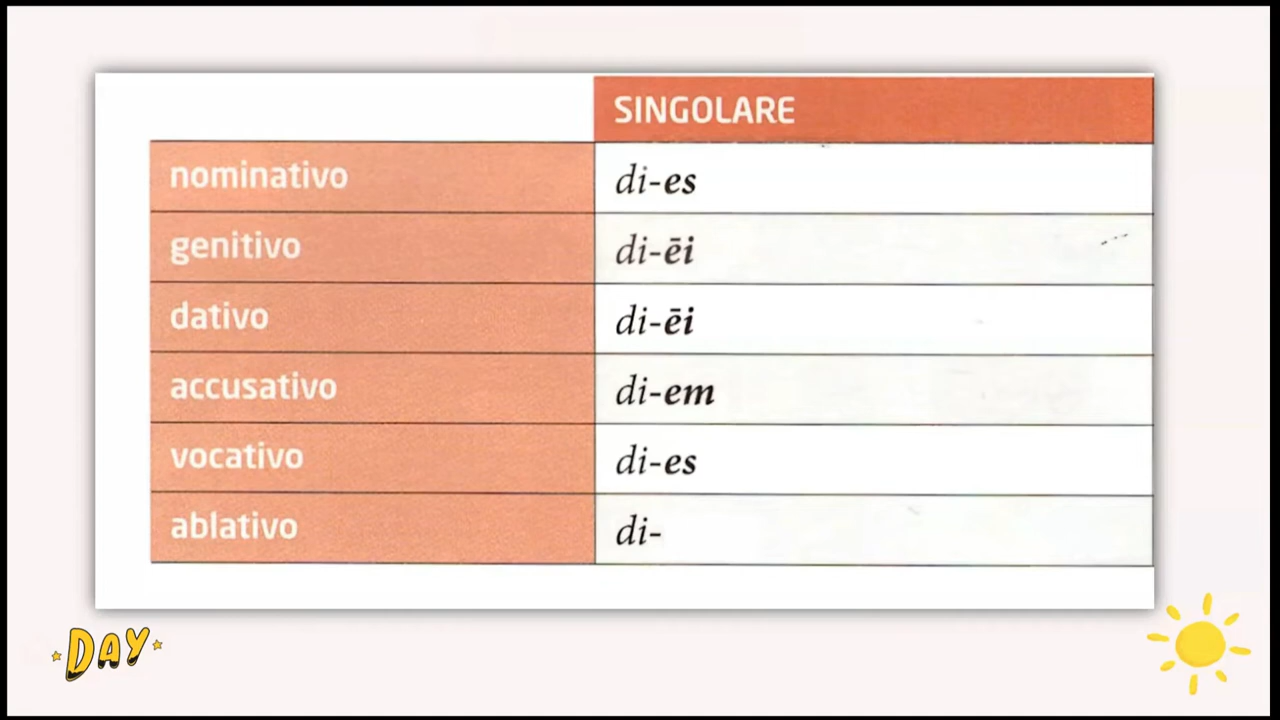 SINGOLARE
nominativo di-es
genitivo di-ēi
dativo di-ēi
accusativo di-em
vocativo di-es
ablativo di-
DAY